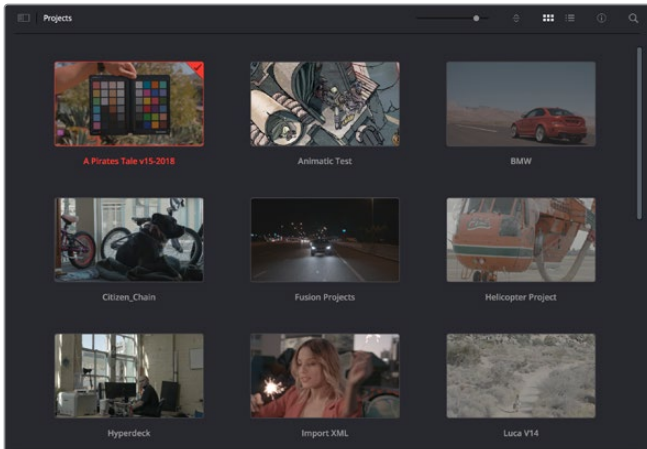 Projects
A Pirates Tale v15-2018
Animatic Test
BMW
Citizen_Chain
Fusion Projects
Helicopter Project
Hyperdeck
Import XML
Luca V14